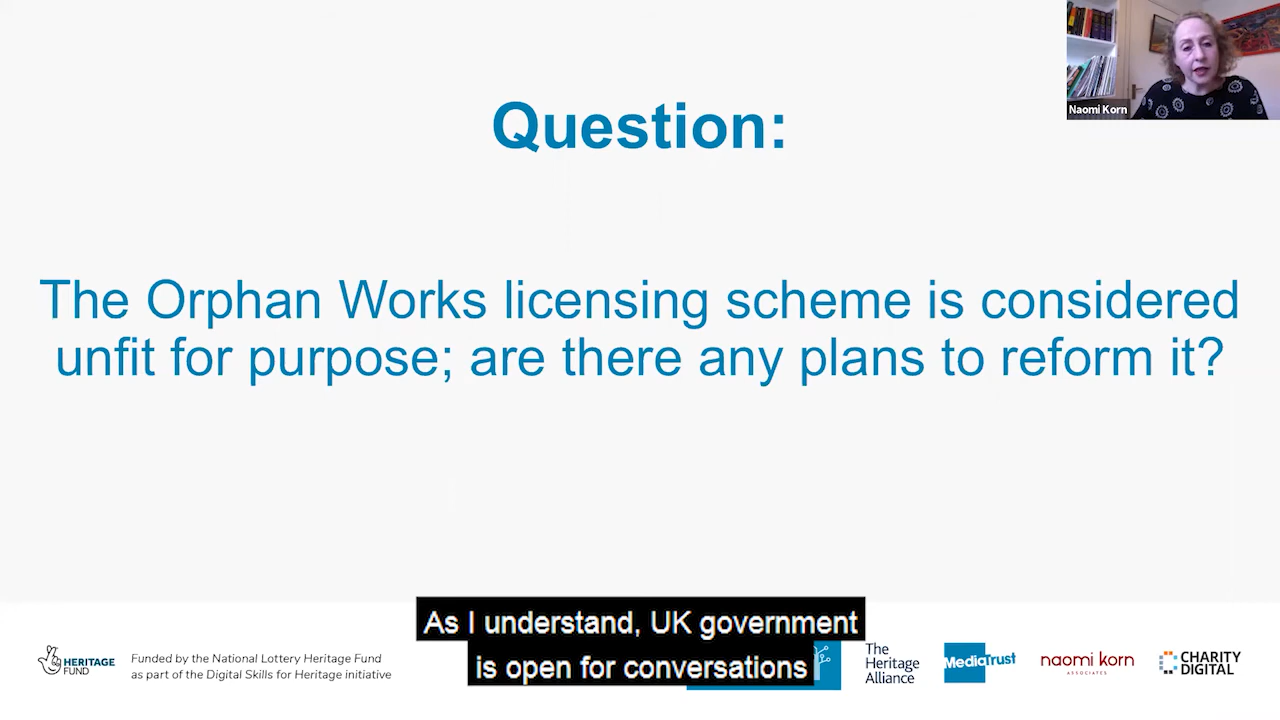 Naomi Korn
Question:
The Orphan Works licensing scheme is considered
unfit for purpose; are there any plans to reform it?
As I understand, UK government
is open for conversations
HERITAGE
FUND
Funded by the National Lottery Heritage Fund
as part of the Digital Skills for Heritage initiative
The
Heritage
Alliance
MediaTrust
naomi korn
ASSOCIATES
CHARITY
DIGITAL